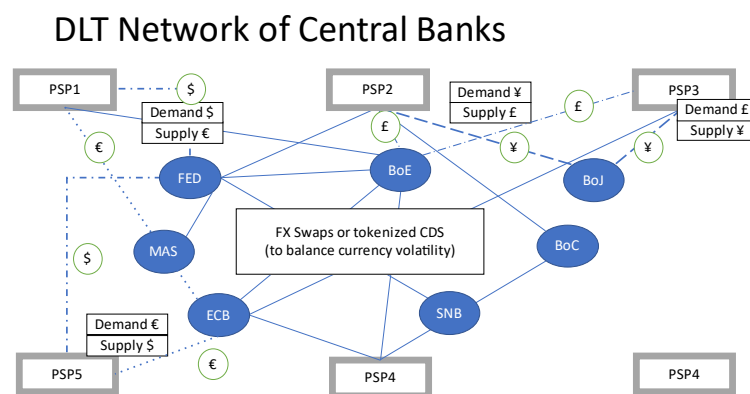 DLT Network of Central Banks
PSP1
$
PSP2
Demand ¥
Supply £
£
PSP3
Demand $
Supply €
Demand £
Supply ¥
£
€
¥
¥
FED
BoE
BoJ
FX Swaps or tokenized CDS
(to balance currency volatility)
MAS
BoC
$
ECB
SNB
Demand €
Supply $
€
PSP5
PSP4
PSP4